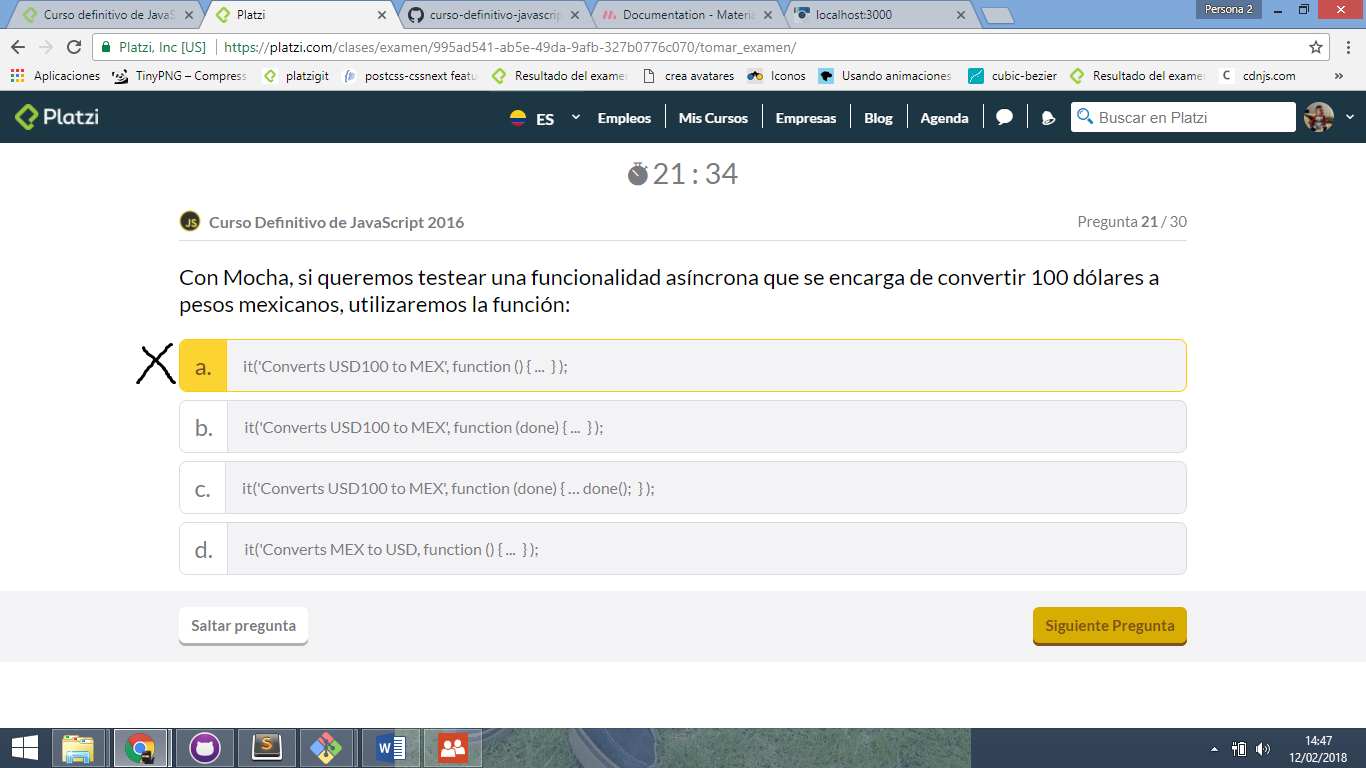 Persona 2
Curso definitivo de JavaS
Platzi
curso-definitivo-javascrip
Documentation - Materia
localhost:3000
Platzi, Inc [US]
https://platzi.com/clases/examen/995ad541-ab5e-49da-9afb-327b0776c070/tomar_examen/
Aplicaciones
TinyPNG – Compress
platzigit
postcss-cssnext featu
Resultado del examen
crea avatares
Iconos
Usando animaciones
cubic-bezier
Resultado del examen
cdnjs.com
»
Platzi
ES
Empleos
Mis Cursos
Empresas
Blog
Agenda
Buscar en Platzi
21 : 34
JS
Curso Definitivo de JavaScript 2016
Pregunta 21 / 30
Con Mocha, si queremos testear una funcionalidad asíncrona que se encarga de convertir 100 dólares a
pesos mexicanos, utilizaremos la función:
X
a. it('Converts USD100 to MEX', function () { ... } );
b. it('Converts USD100 to MEX', function (done) { ... } );
c. it('Converts USD100 to MEX', function (done) { ... done(); } );
d. it('Converts MEX to USD, function () { ... } );
Saltar pregunta
Siguiente Pregunta
14:47
12/02/2018